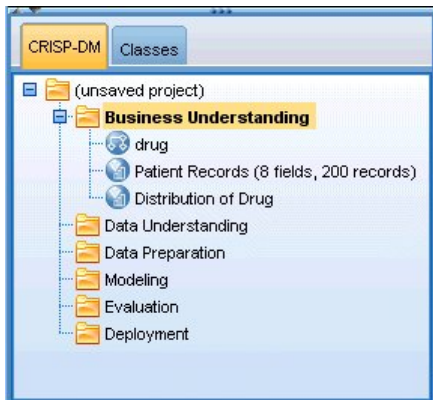 CRISP-DM Classes
(unsaved project)
Business Understanding
drug
Patient Records (8 fields, 200 records)
Distribution of Drug
Data Understanding
Data Preparation
Modeling
Evaluation
Deployment